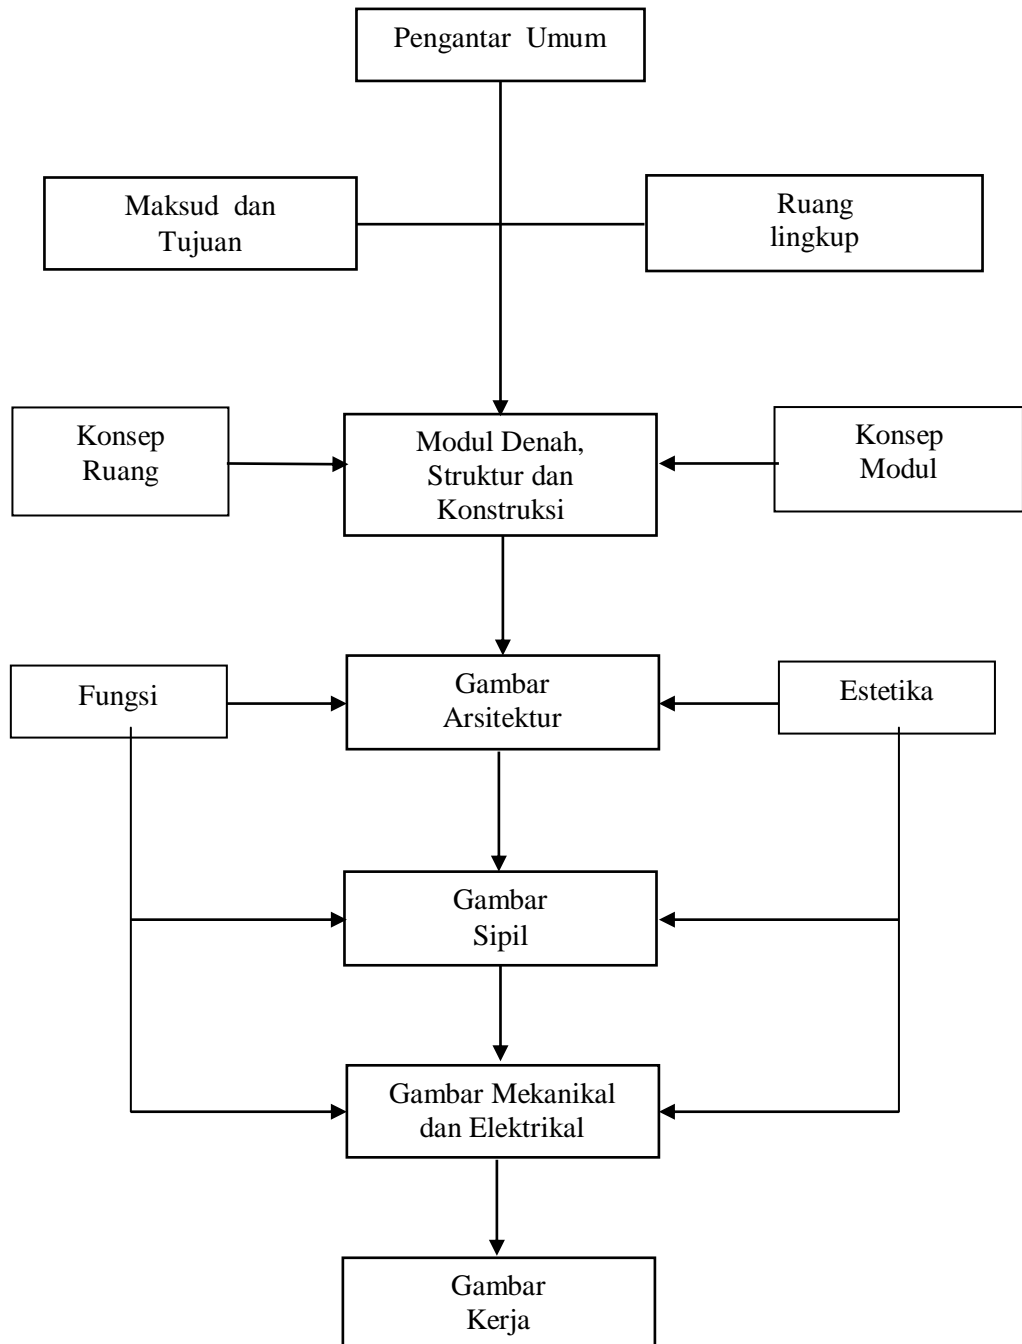 Pengantar Umum
Maksud dan
Tujuan
Ruang
lingkup
Konsep
Ruang
Modul Denah,
Struktur dan
Konstruksi
Konsep
Modul
Fungsi
Gambar
Arsitektur
Estetika
Gambar
Sipil
Gambar Mekanikal
dan Elektrikal
Gambar
Kerja